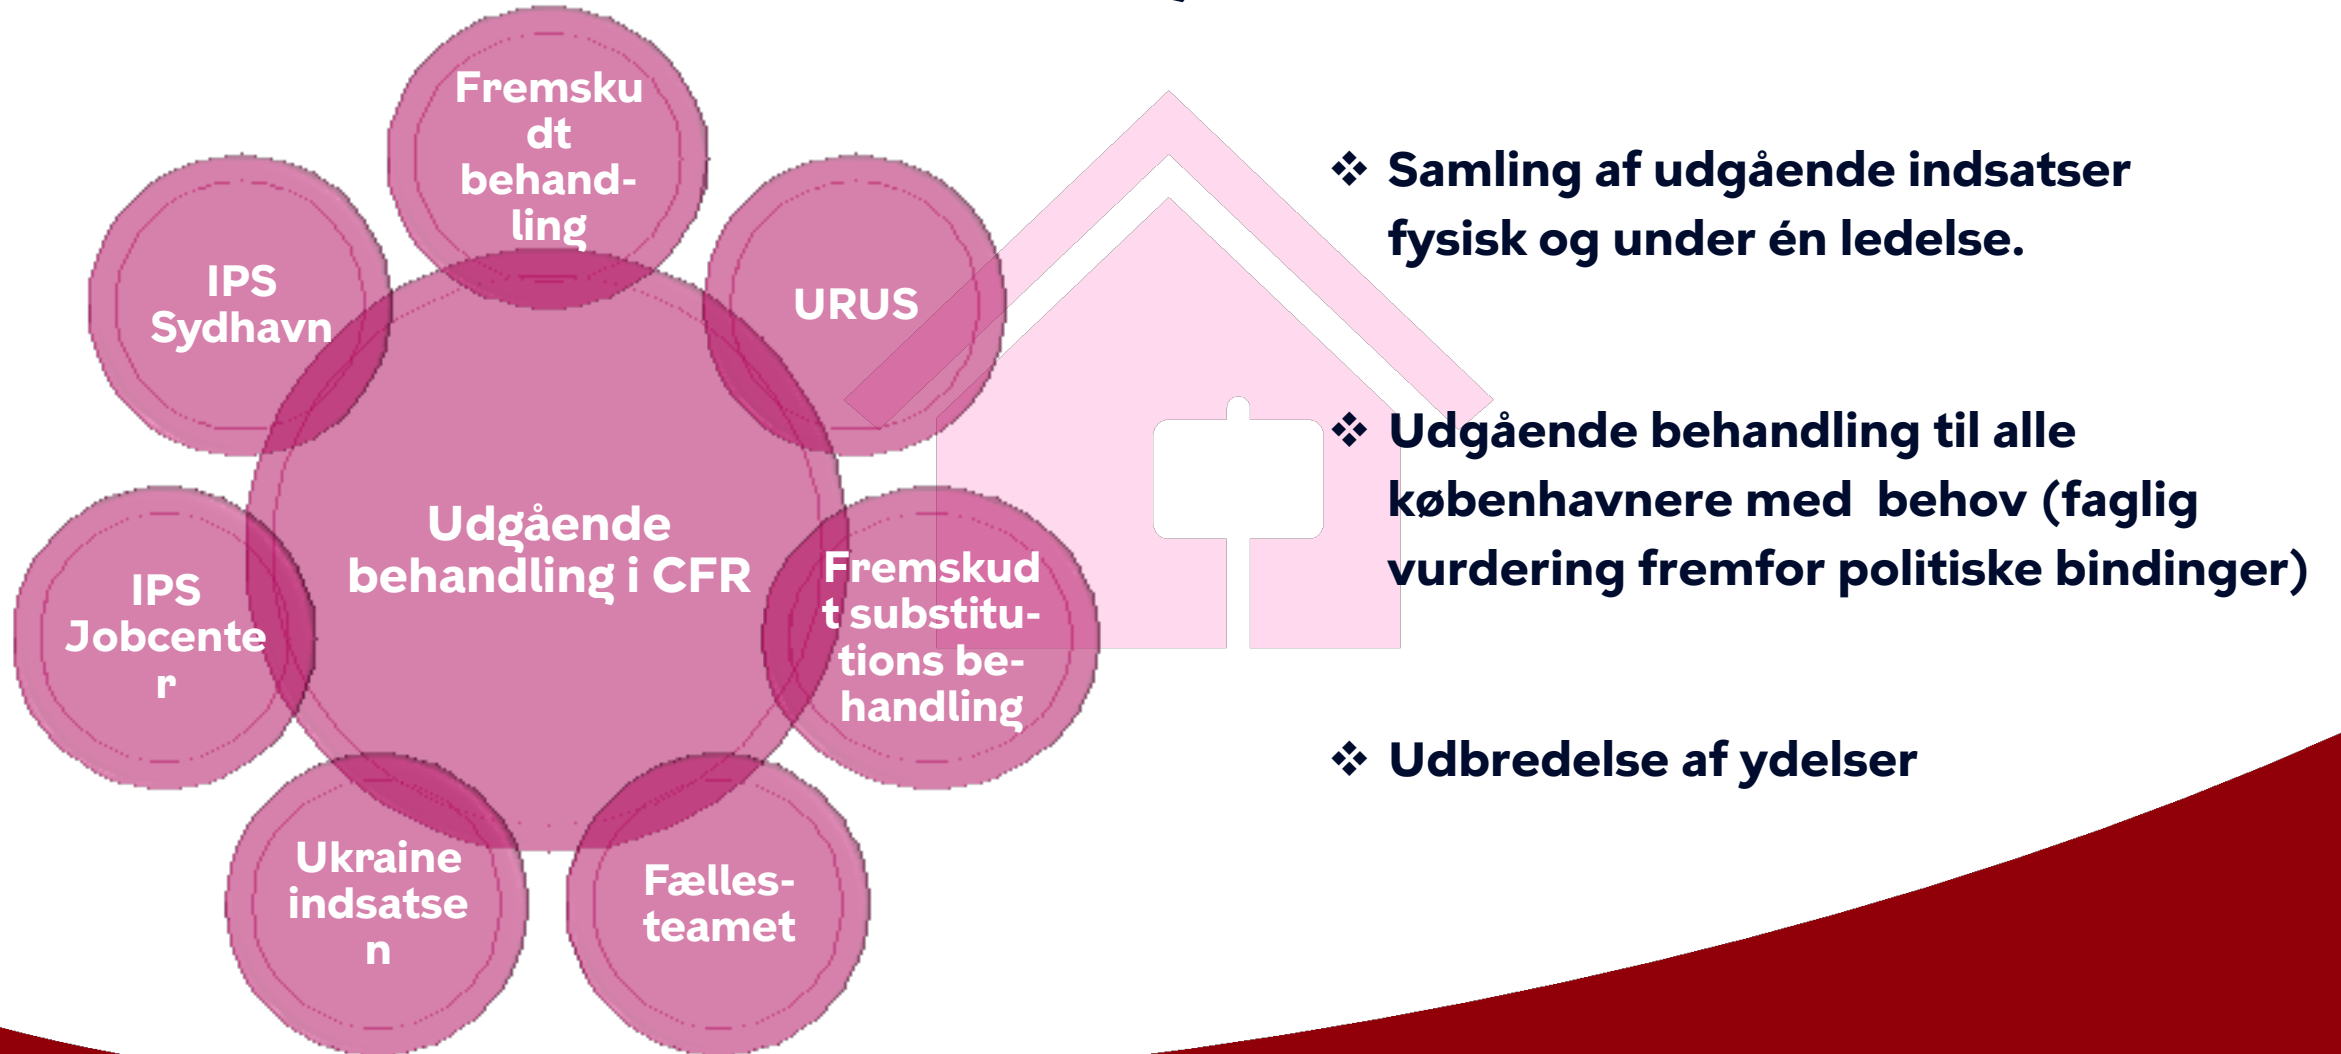 Fremsku
dt
behand-
ling
IPS
Sydhavn
URUS
Udgående
behandling i CFR
IPS
Jobcente
r
Fremskud
t substitu-
tions be-
handling
Ukraine
indsatse
n
Fælles-
teamet
❖ Samling af udgående indsatser
fysisk og under én ledelse.
❖ Udgående behandling til alle
københavnere med  behov (faglig
vurdering fremfor politiske bindinger)
❖ Udbredelse af ydelser